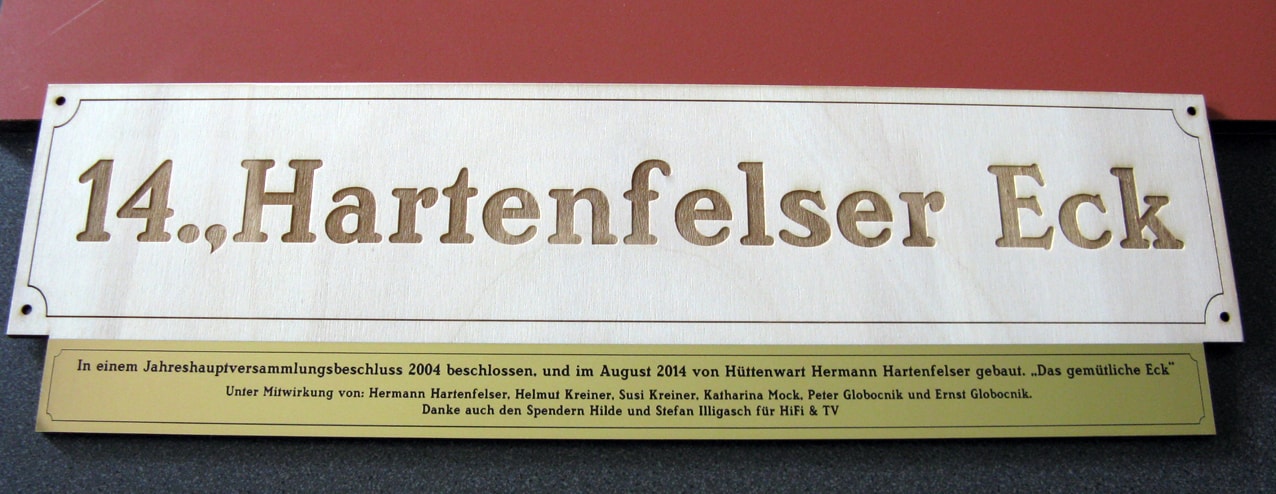 14.,Hartenfelser Eck
In einem Jahreshauptversammlungsbeschluss 2004 beschlossen, und im August 2014 von Hüttenwart Hermann Hartenfelser gebaut. „Das gemütliche Eck“
Unter Mitwirkung von: Hermann Hartenfelser, Helmut Kreiner, Susi Kreiner, Katharina Mock, Peter Globocnik und Ernst Globocnik.
Danke auch den Spendern Hilde und Stefan Illigasch für HiFi & TV